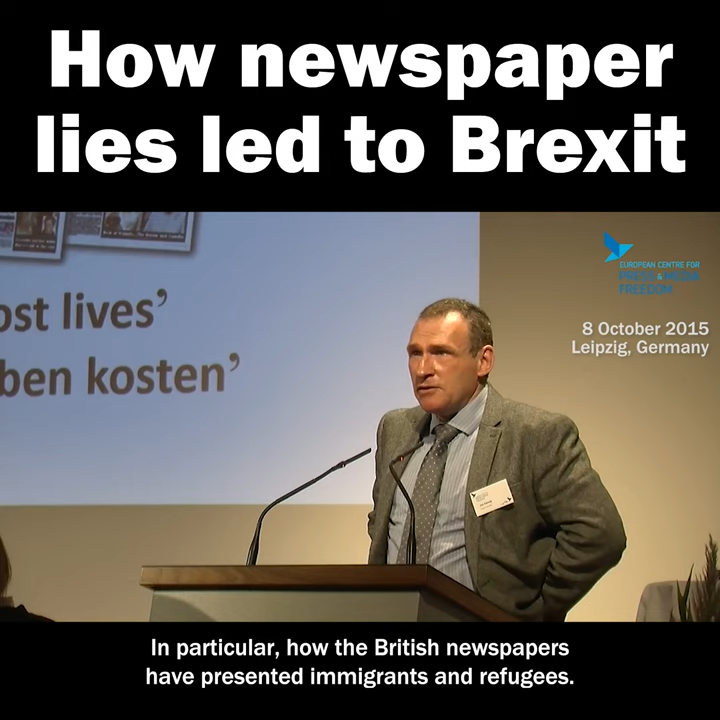 How newspaper
lies led to Brexit
EUROPEAN CENTRE FOR
PRESS & MEDIA
FREEDOM
8 October 2015
Leipzig, Germany
ost lives’
ben kosten’
In particular, how the British newspapers
have presented immigrants and refugees.